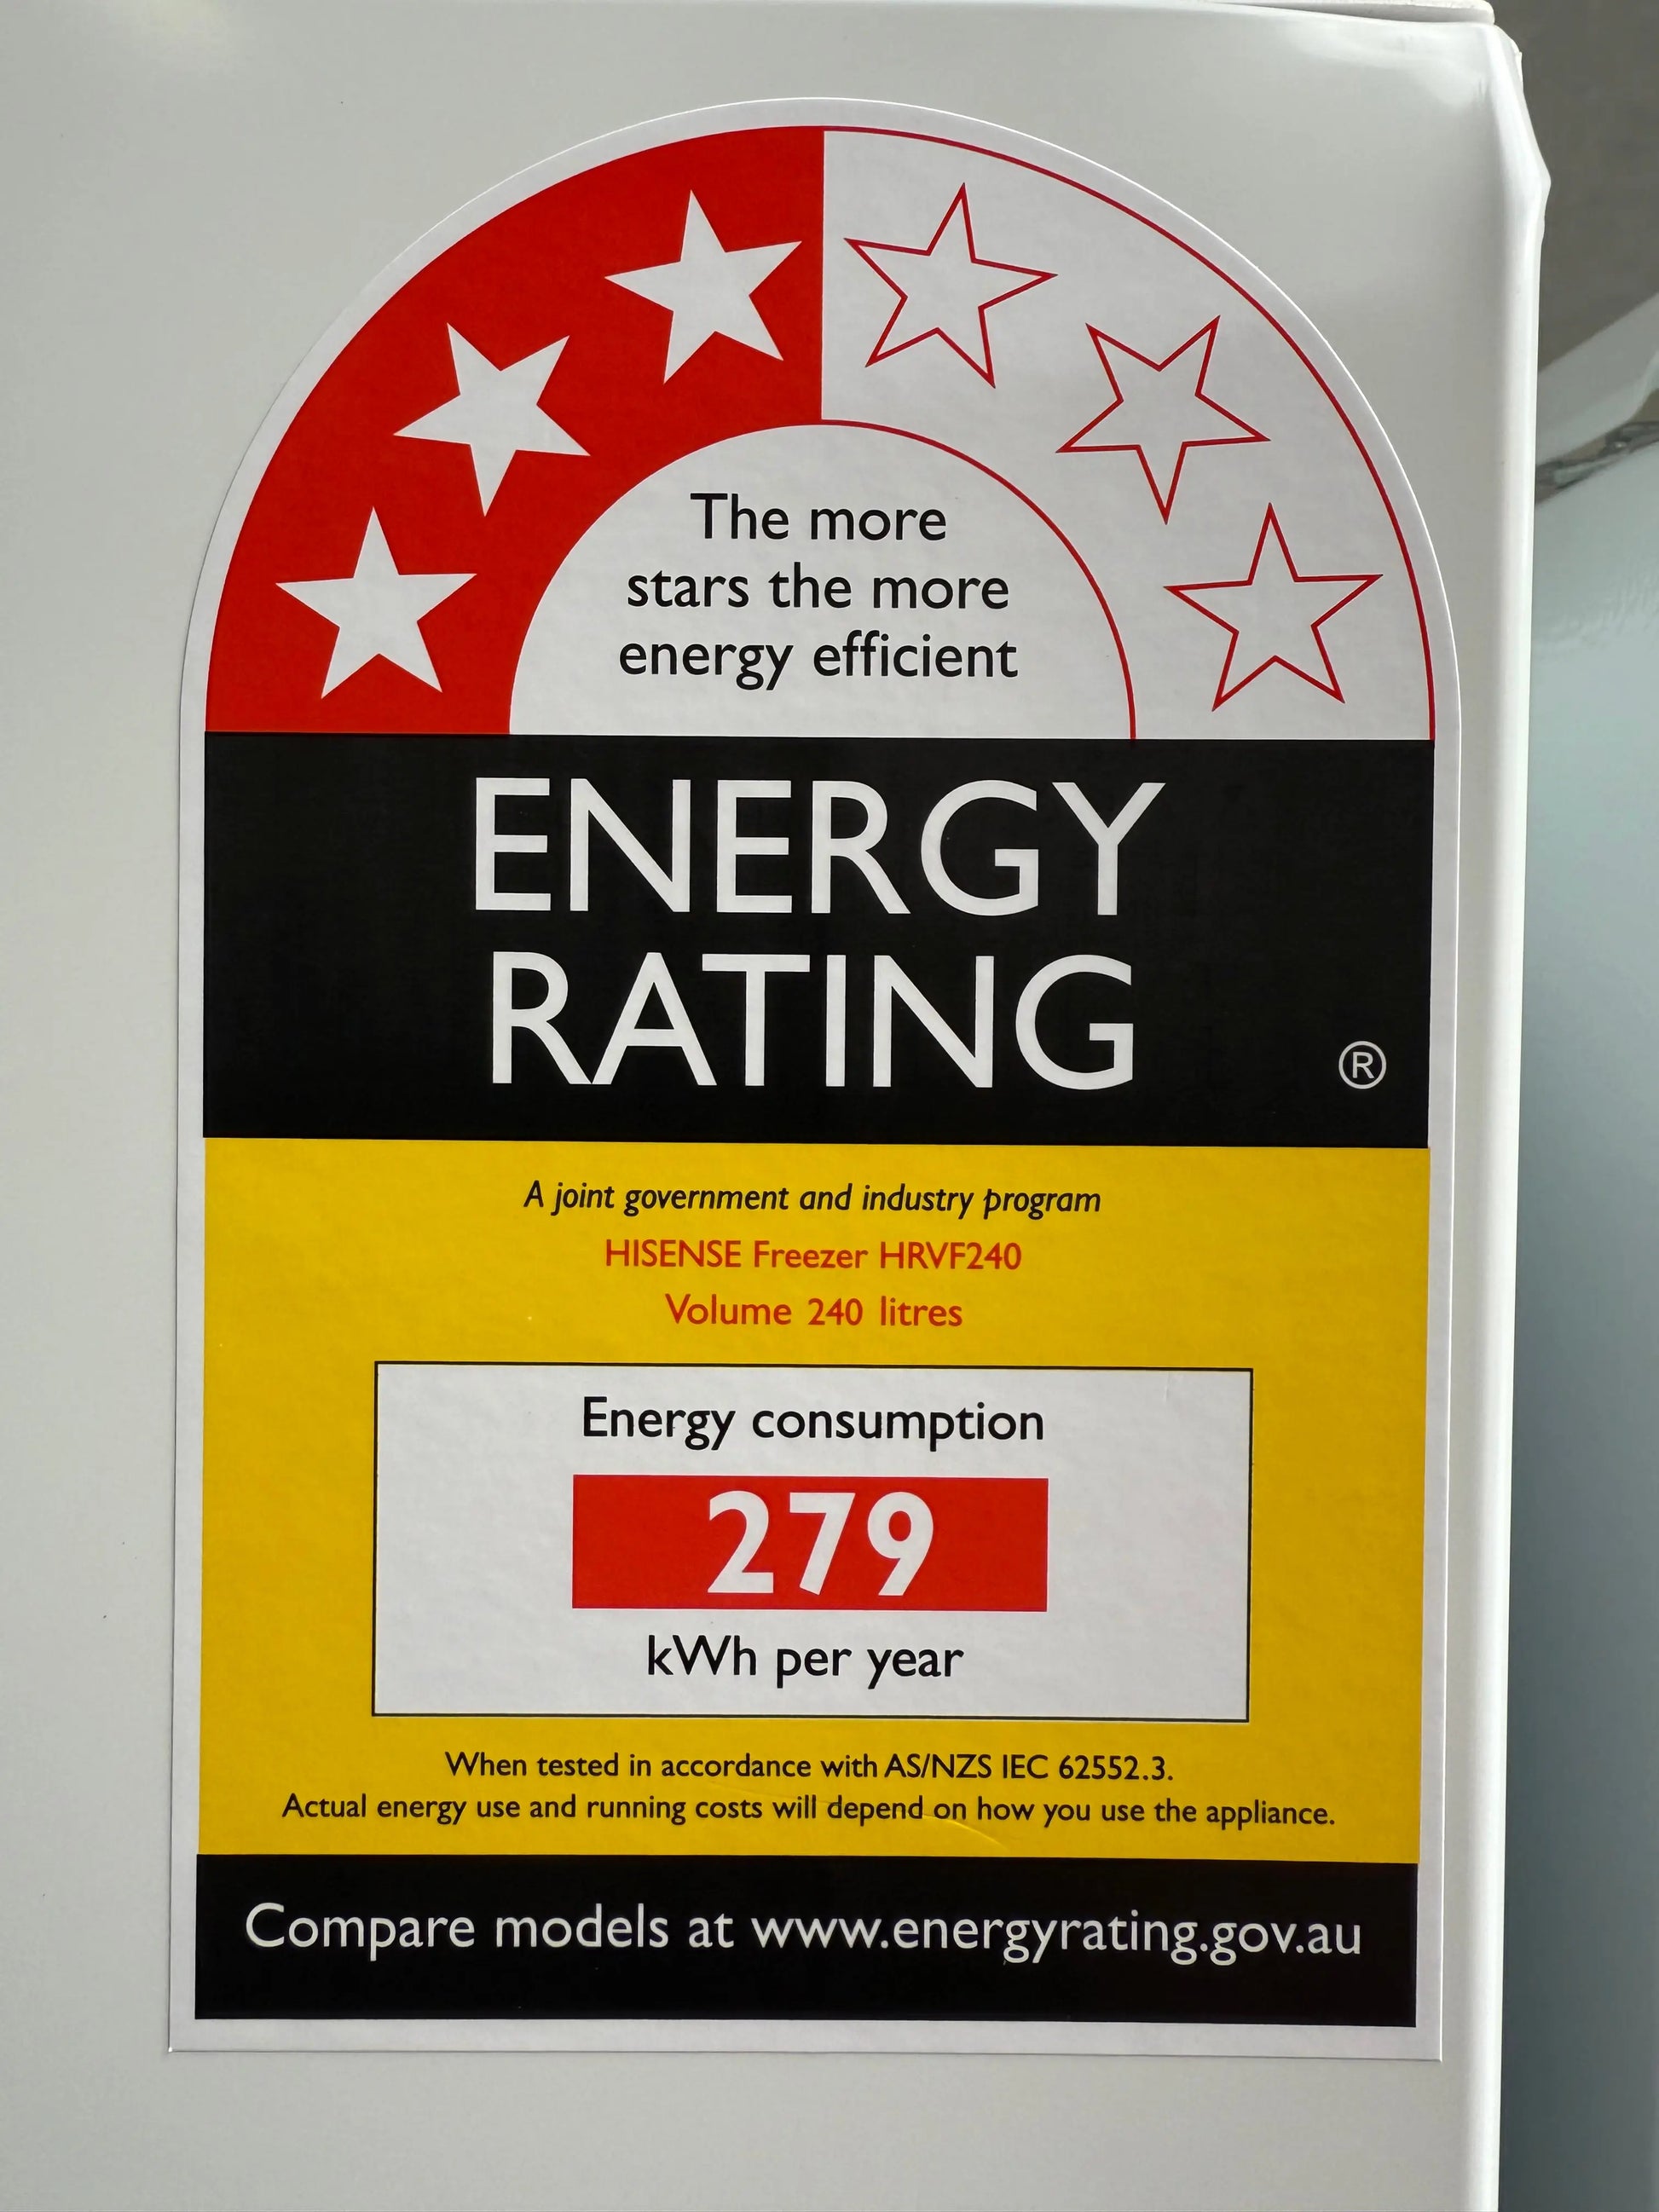 The more
stars the more
energy efficient
ENERGY
RATING
®
A joint government and industry program
HISENSE Freezer HRVF240
Volume 240 litres
Energy consumption
279
kWh per year
When tested in accordance with AS/NZS IEC 62552.3.
Actual energy use and running costs will depend on how you use the appliance.
Compare models at www.energyrating.gov.au